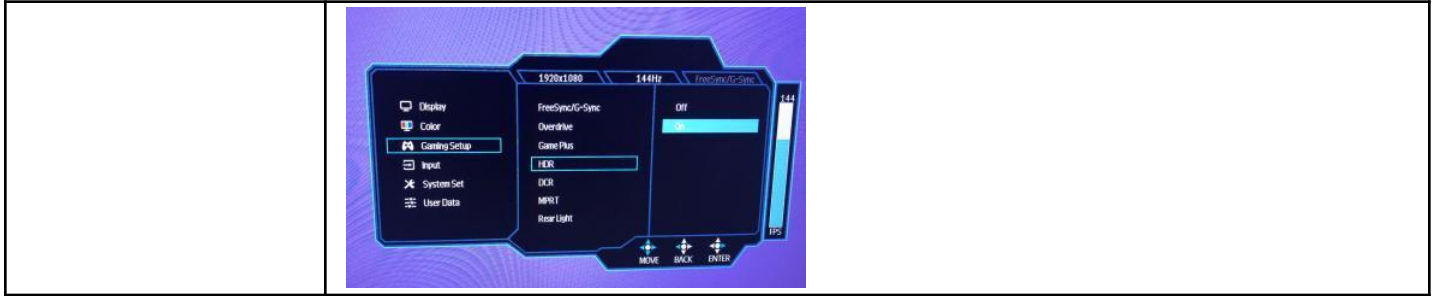 1920x1080 144Hz FreeSync/G-Sync
144
Display
Color
Gaming Setup
Input
System Set
User Data
FreeSync/G-Sync
Overdrive
Game Plus
HDR
DCR
MPRT
Rear Light
Off
On
FPS
MOVE BACK ENTER